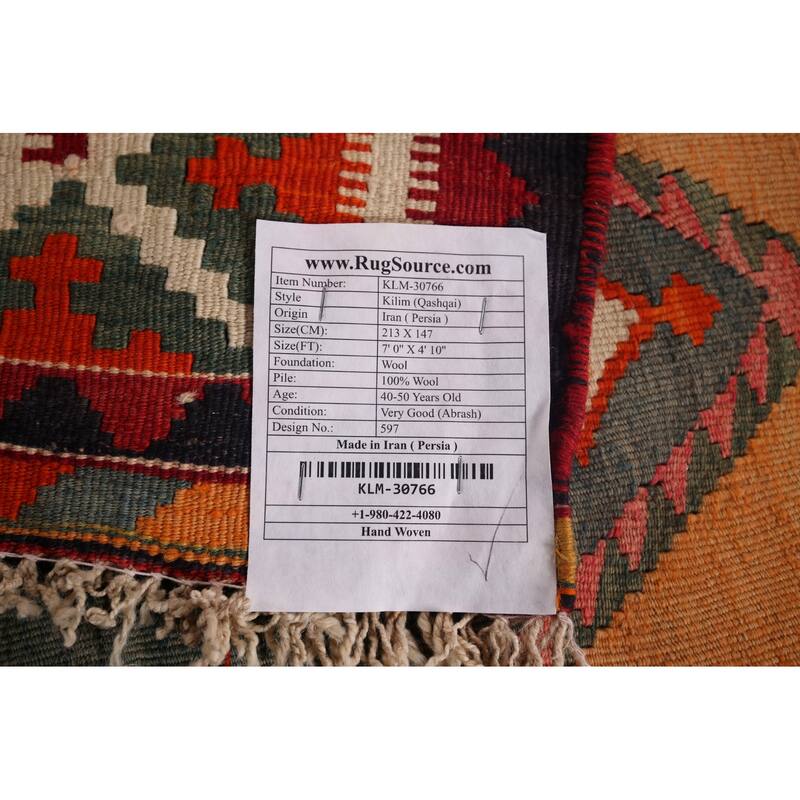 www.RugSource.com
Item Number: KLM-30766
Style Kilim (Qashqai)
Origin Iran ( Persia )
Size(CM): 213 X 147
Size(FT): 7' 0" X 4' 10"
Foundation: Wool
Pile: 100% Wool
Age: 40-50 Years Old
Condition: Very Good (Abrash)
Design No.: 597
Made in Iran ( Persia )
KLM-30766
+1-980-422-4080
Hand Woven